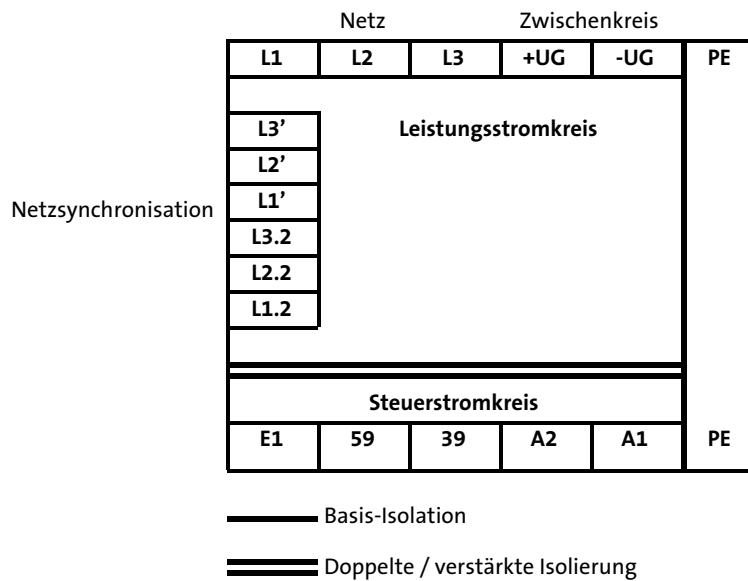 Netz Zwischenkreis
L1 L2 L3 +UG -UG PE
L3’ Leistungsstromkreis
L2’
L1’
Netzsynchronisation
L3.2
L2.2
L1.2
Steuerstromkreis
E1 59 39 A2 A1 PE
Basis-Isolation
Doppelte / verstärkte Isolierung